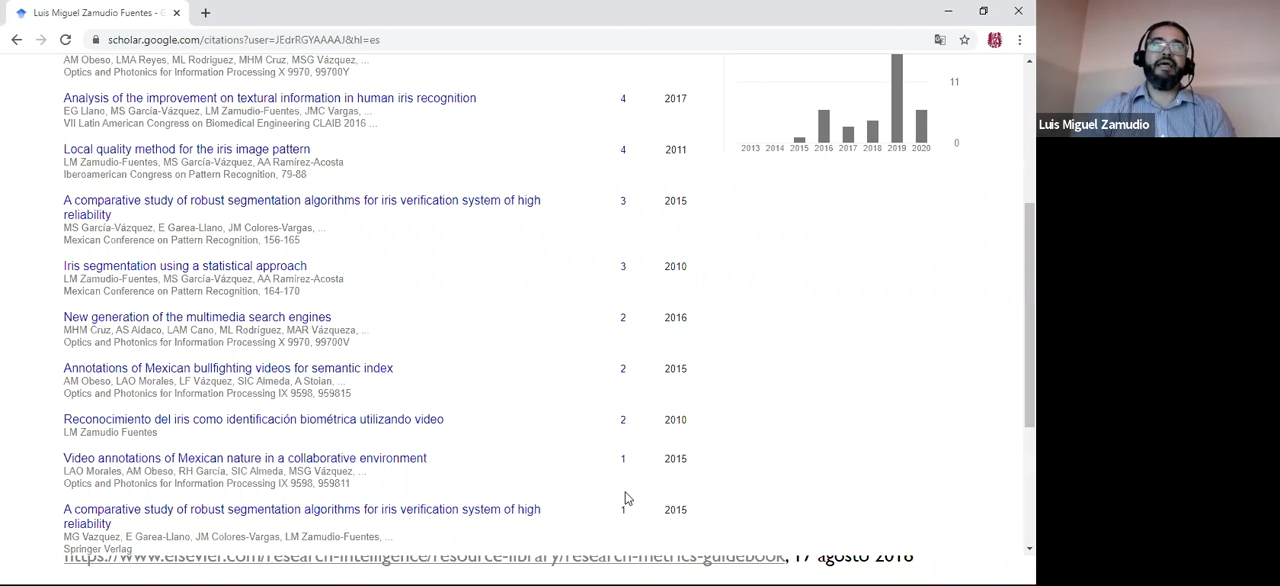 Luis Miguel Zamudio Fuentes - G
scholar.google.com/citations?user=JEdrRGYAAAAJ&hl=es
AM Obeso, LMA Reyes, ML Rodriguez, MHM Cruz, MSG Vázquez, ...
Optics and Photonics for Information Processing X 9970, 99700Y
Analysis of the improvement on textural information in human iris recognition 4 2017
EG Llano, MS García-Vázquez, LM Zamudio-Fuentes, JMC Vargas, ...
VII Latin American Congress on Biomedical Engineering CLAIB 2016 ...
Local quality method for the iris image pattern 4 2011
LM Zamudio-Fuentes, MS García-Vázquez, AA Ramírez-Acosta
Iberoamerican Congress on Pattern Recognition, 79-88
A comparative study of robust segmentation algorithms for iris verification system of high 3 2015
reliability
MS García-Vázquez, E Garea-Llano, JM Colores-Vargas, ...
Mexican Conference on Pattern Recognition, 156-165
Iris segmentation using a statistical approach 3 2010
LM Zamudio-Fuentes, MS García-Vázquez, AA Ramírez-Acosta
Mexican Conference on Pattern Recognition, 164-170
New generation of the multimedia search engines 2 2016
MHM Cruz, AS Aldaco, LAM Cano, ML Rodríguez, MAR Vázqueza, ...
Optics and Photonics for Information Processing X 9970, 99700V
Annotations of Mexican bullfighting videos for semantic index 2 2015
AM Obeso, LAO Morales, LF Vázquez, SIC Almeda, A Stoian, ...
Optics and Photonics for Information Processing IX 9598, 959815
Reconocimiento del iris como identificación biométrica utilizando video 2 2010
LM Zamudio Fuentes
Video annotations of Mexican nature in a collaborative environment 1 2015
LAO Morales, AM Obeso, RH García, SIC Almeda, MSG Vázquez, ...
Optics and Photonics for Information Processing IX 9598, 959811
A comparative study of robust segmentation algorithms for iris verification system of high 1 2015
reliability
MG Vazquez, E Garea-Llano, JM Colores-Vargas, LM Zamudio-Fuentes, ...
Springer Verlag
https://www.elsevier.com/research-intelligence/resource-library/research-metrics-guidebook, 17 agosto 2016
11
0
2013 2014 2015 2016 2017 2018 2019 2020
Luis Miguel Zamudio